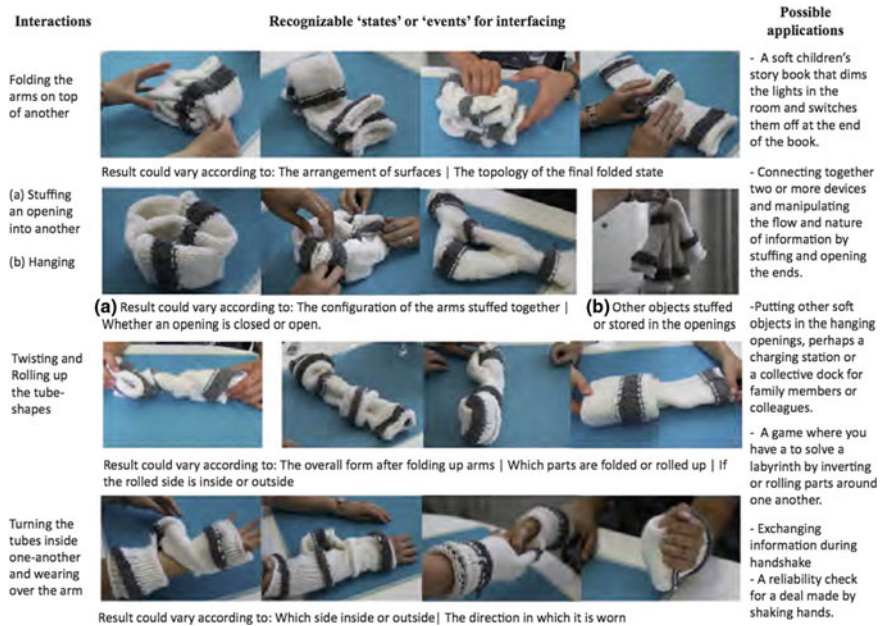 Interactions
Recognizable ‘states’ or ‘events’ for interfacing
Possible
applications
Folding the
arms on top
of another
Result could vary according to: The arrangement of surfaces | The topology of the final folded state
- A soft children’s
story book that dims
the lights in the
room and switches
them off at the end
of the book.
(a) Stuffing
an opening
into another
(b) Hanging
(a) Result could vary according to: The configuration of the arms stuffed together |
Whether an opening is closed or open.
(b) Other objects stuffed
or stored in the openings
- Connecting together
two or more devices
and manipulating
the flow and nature
of information by
stuffing and opening
the ends.
Twisting and
Rolling up
the tube-
shapes
Result could vary according to: The overall form after folding up arms | Which parts are folded or rolled up | If
the rolled side is inside or outside
-Putting other soft
objects in the hanging
openings, perhaps a
charging station or
a collective dock for
family members or
colleagues.
- A game where you
have a to solve a
labyrinth by inverting
or rolling parts around
one another.
Turning the
tubes inside
one-another
and wearing
over the arm
Result could vary according to: Which side inside or outside| The direction in which it is worn
- Exchanging
information during
handshake
- A reliability check
for a deal made by
shaking hands.